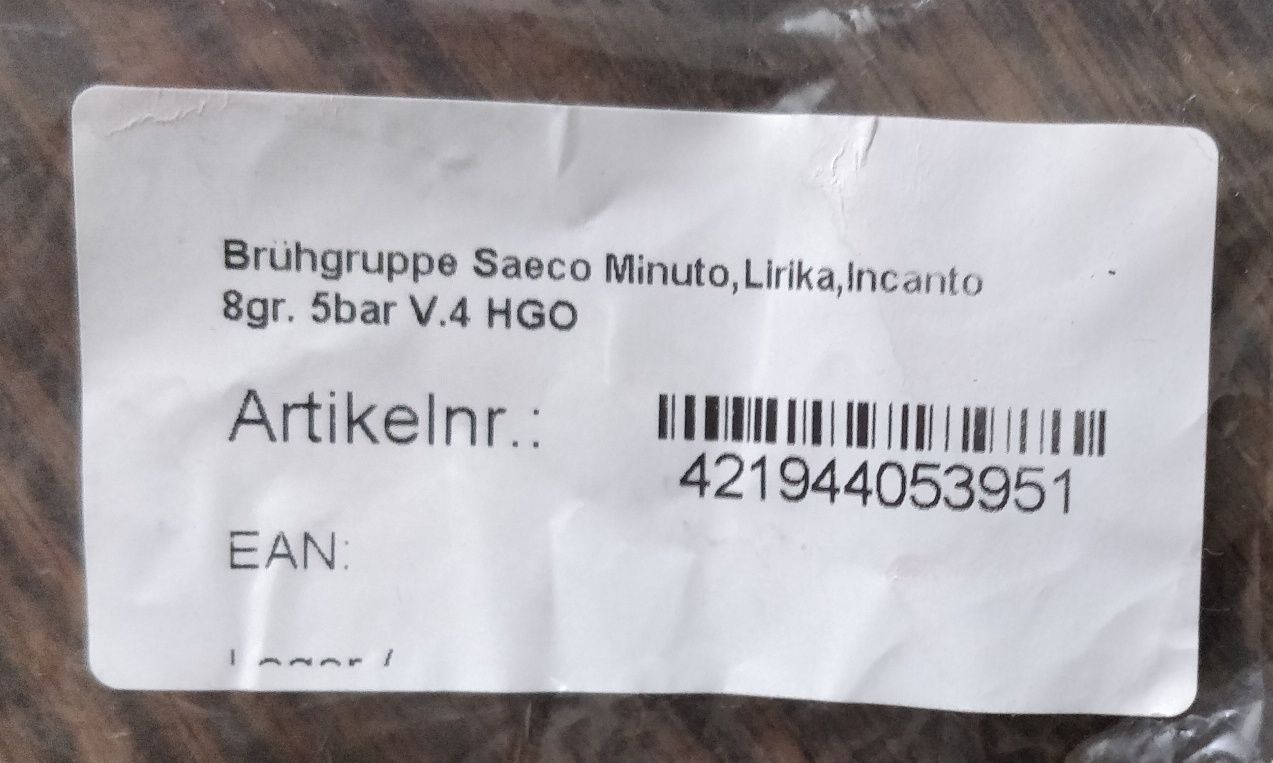 Brühgruppe Saeco Minuto,Lirika,Incanto
8gr. 5bar V.4 HGO
Artikelnr.:
421944053951
EAN: